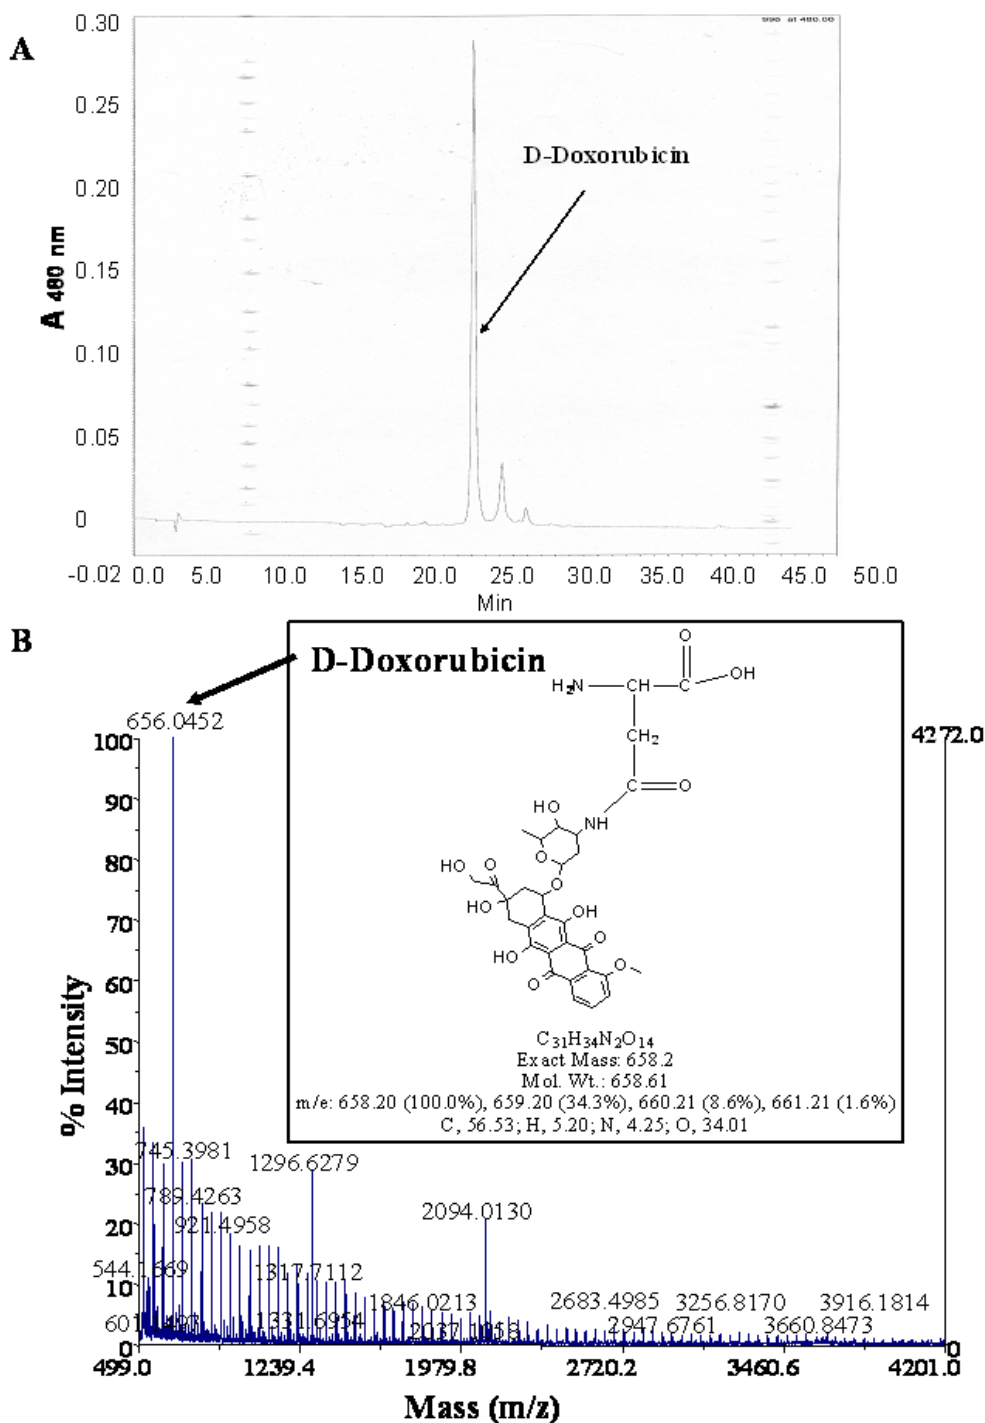 A
0.30
0.25
0.20
0.15
0.10
0.05
0
-0.02
A 480 nm
D-Doxorubicin
0.0 5.0 10.0 15.0 20.0 25.0 30.0 35.0 40.0 45.0 50.0
Min
B
D-Doxorubicin
O
H2N CH C OH
CH2
C O
HO NH
O
HO O O
HO OH
O
HO O
O
C31H34N2O14
Exact Mass: 658.2
Mol. Wt.: 658.61
m/e: 658.20 (100.0%), 659.20 (34.3%), 660.21 (8.6%), 661.21 (1.6%)
C, 56.53; H, 5.20; N, 4.25; O, 34.01
656.0452
4272.0
100
90
80
70
60
50
40
30
20
10
0
0
% Intensity
745.3981
1296.6279
789.4263
2094.0130
921.4958
544.1669
1317.7112
1846.0213
2683.4985
3256.8170
3916.1814
1331.6954
2947.6761
3660.8473
499.0 1239.4 1979.8 2720.2 3460.6 4201.0
Mass (m/z)